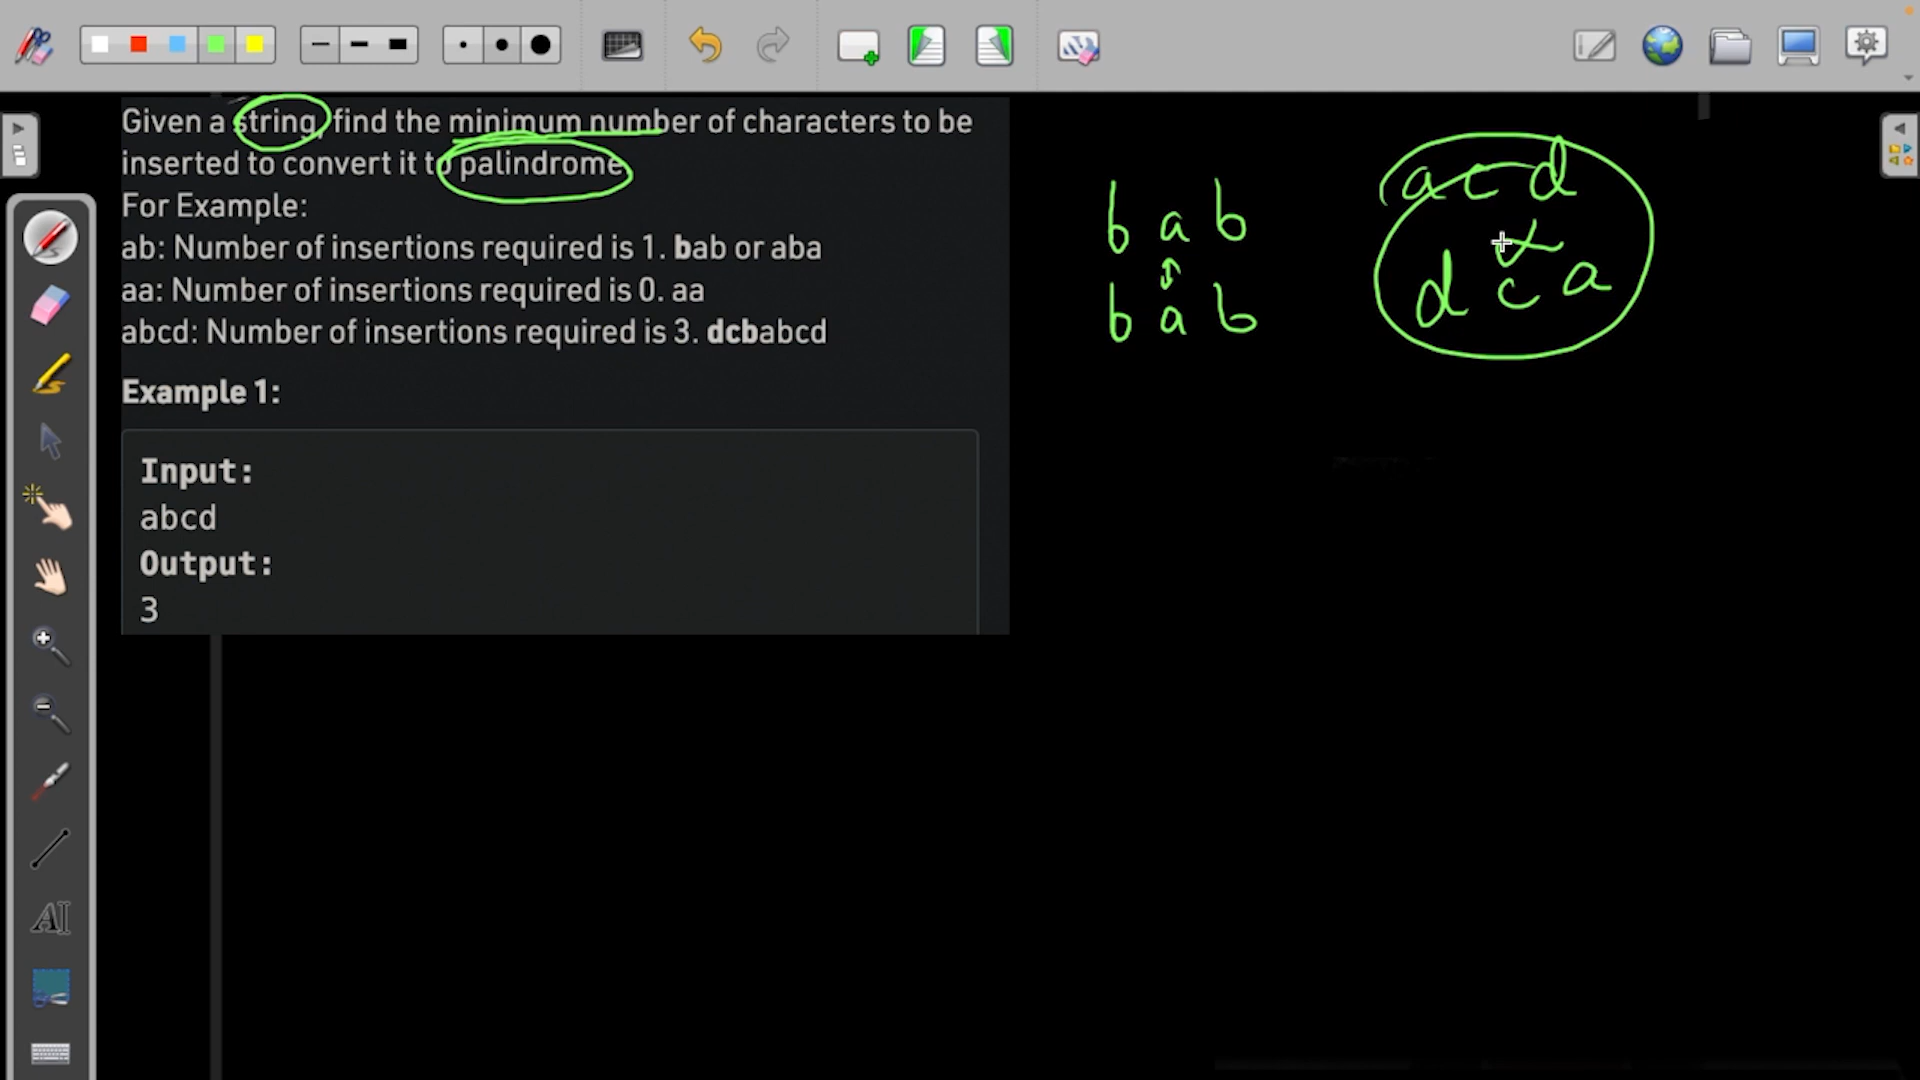 Given a string, find the minimum number of characters to be
inserted to convert it to palindrome.
For Example:
ab: Number of insertions required is 1. bab or aba
aa: Number of insertions required is 0. aa
abcd: Number of insertions required is 3. dcbabcd
Example 1:
Input:
abcd
Output:
3
b a b
b a b
a c d
d c a
AI